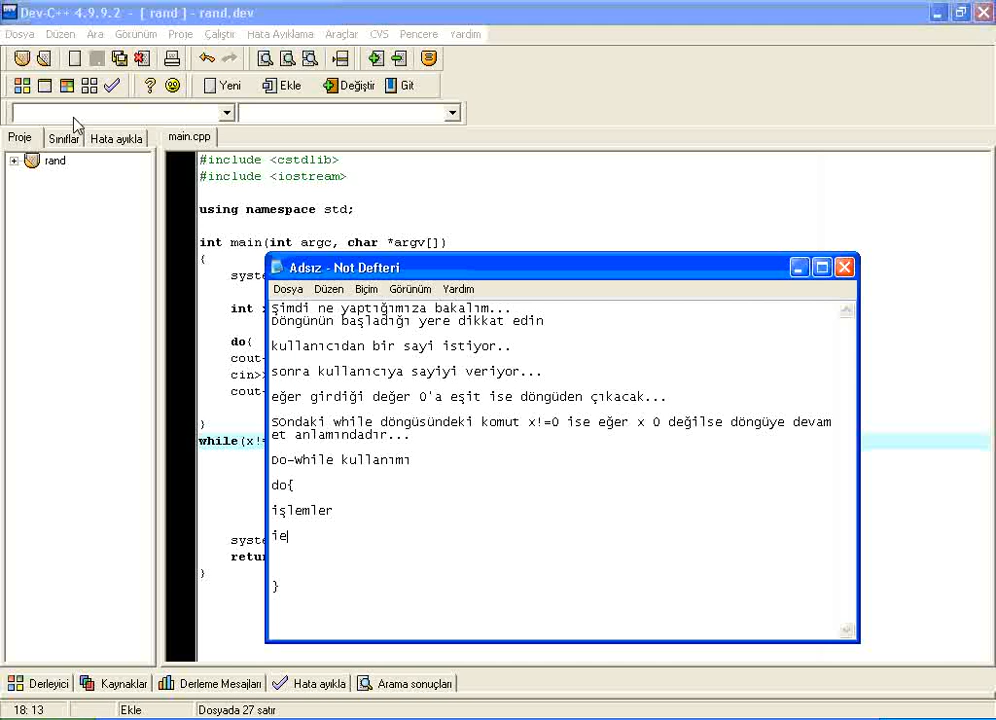 Dev-C++ 4.9.9.2 - [ rand ] - rand.dev
Dosya Düzen Ara Görünüm Proje Çalıştır Hata Ayıklama Araçlar CVS Pencere Yardım
Yeni Ekle Değiştir Git
Proje Sınıflar Hata ayıkla main.cpp
rand
#include <cstdlib>
#include <iostream>
using namespace std;
int main(int argc, char *argv[])
{
syste
int x
do{
cout
cin>>
cout
}
while(x!=
syste
retur
}
Adsız - Not Defteri
Dosya Düzen Biçim Görünüm Yardım
Şimdi ne yaptığımıza bakalım...
Döngünün başladığı yere dikkat edin
kullanıcıdan bir sayi istiyor..
sonra kullanıcıya sayiyi veriyor...
eğer girdiği değer 0'a eşit ise döngüden çıkacak...
SOndaki while döngüsündeki komut x!=0 ise eğer x 0 değilse döngüye devam
et anlamındadır...
Do-While kullanımı
do{
işlemler
ie
}
Derleyici Kaynaklar Derleme Mesajları Hata ayıkla Arama sonuçları
18: 13 Ekle Dosyada 27 satır